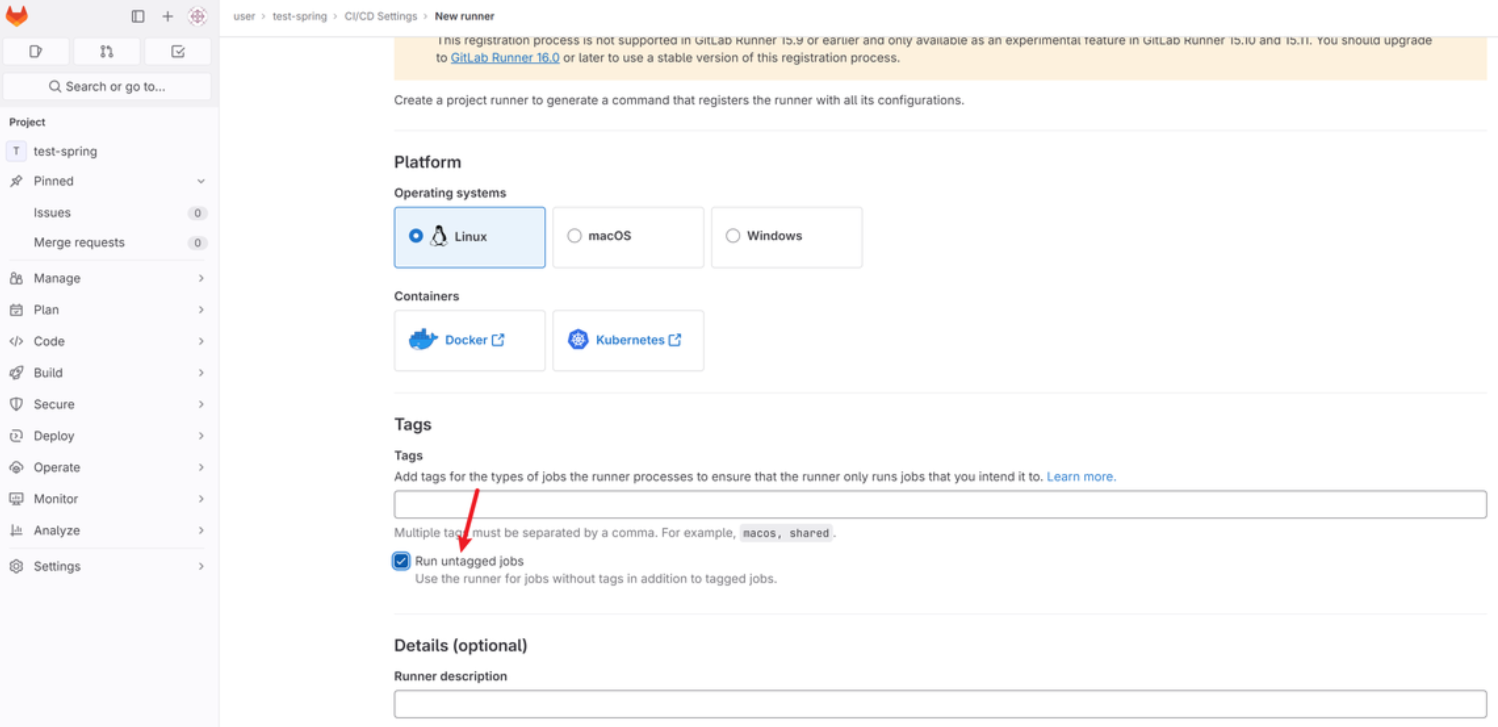 user › test-spring › CI/CD Settings › New runner
Search or go to...
Project
T test-spring
Pinned
Issues 0
Merge requests 0
Manage
Plan
Code
Build
Secure
Deploy
Operate
Monitor
Analyze
Settings
This registration process is not supported in GitLab Runner 15.9 or earlier and only available as an experimental feature in GitLab Runner 15.10 and 15.11. You should upgrade
to GitLab Runner 16.0 or later to use a stable version of this registration process.
Create a project runner to generate a command that registers the runner with all its configurations.
Platform
Operating systems
Linux macOS Windows
Containers
Docker Kubernetes
Tags
Tags
Add tags for the types of jobs the runner processes to ensure that the runner only runs jobs that you intend it to. Learn more.
Multiple tags must be separated by a comma. For example, macos, shared.
Run untagged jobs
Use the runner for jobs without tags in addition to tagged jobs.
Details (optional)
Runner description